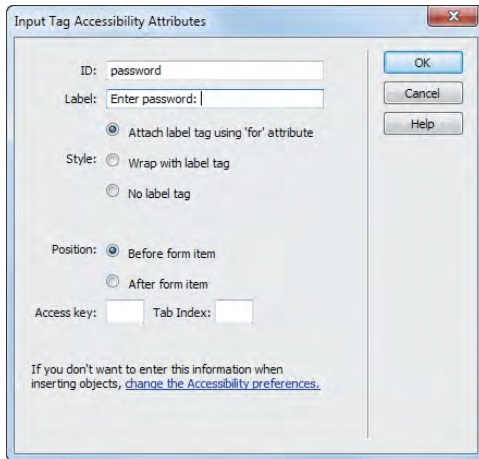 Input Tag Accessibility Attributes
ID: password
OK
Label: Enter password:
Cancel
Attach label tag using 'for' attribute
Help
Style: Wrap with label tag
No label tag
Position: Before form item
After form item
Access key: Tab Index:
If you don't want to enter this information when
inserting objects, change the Accessibility preferences.